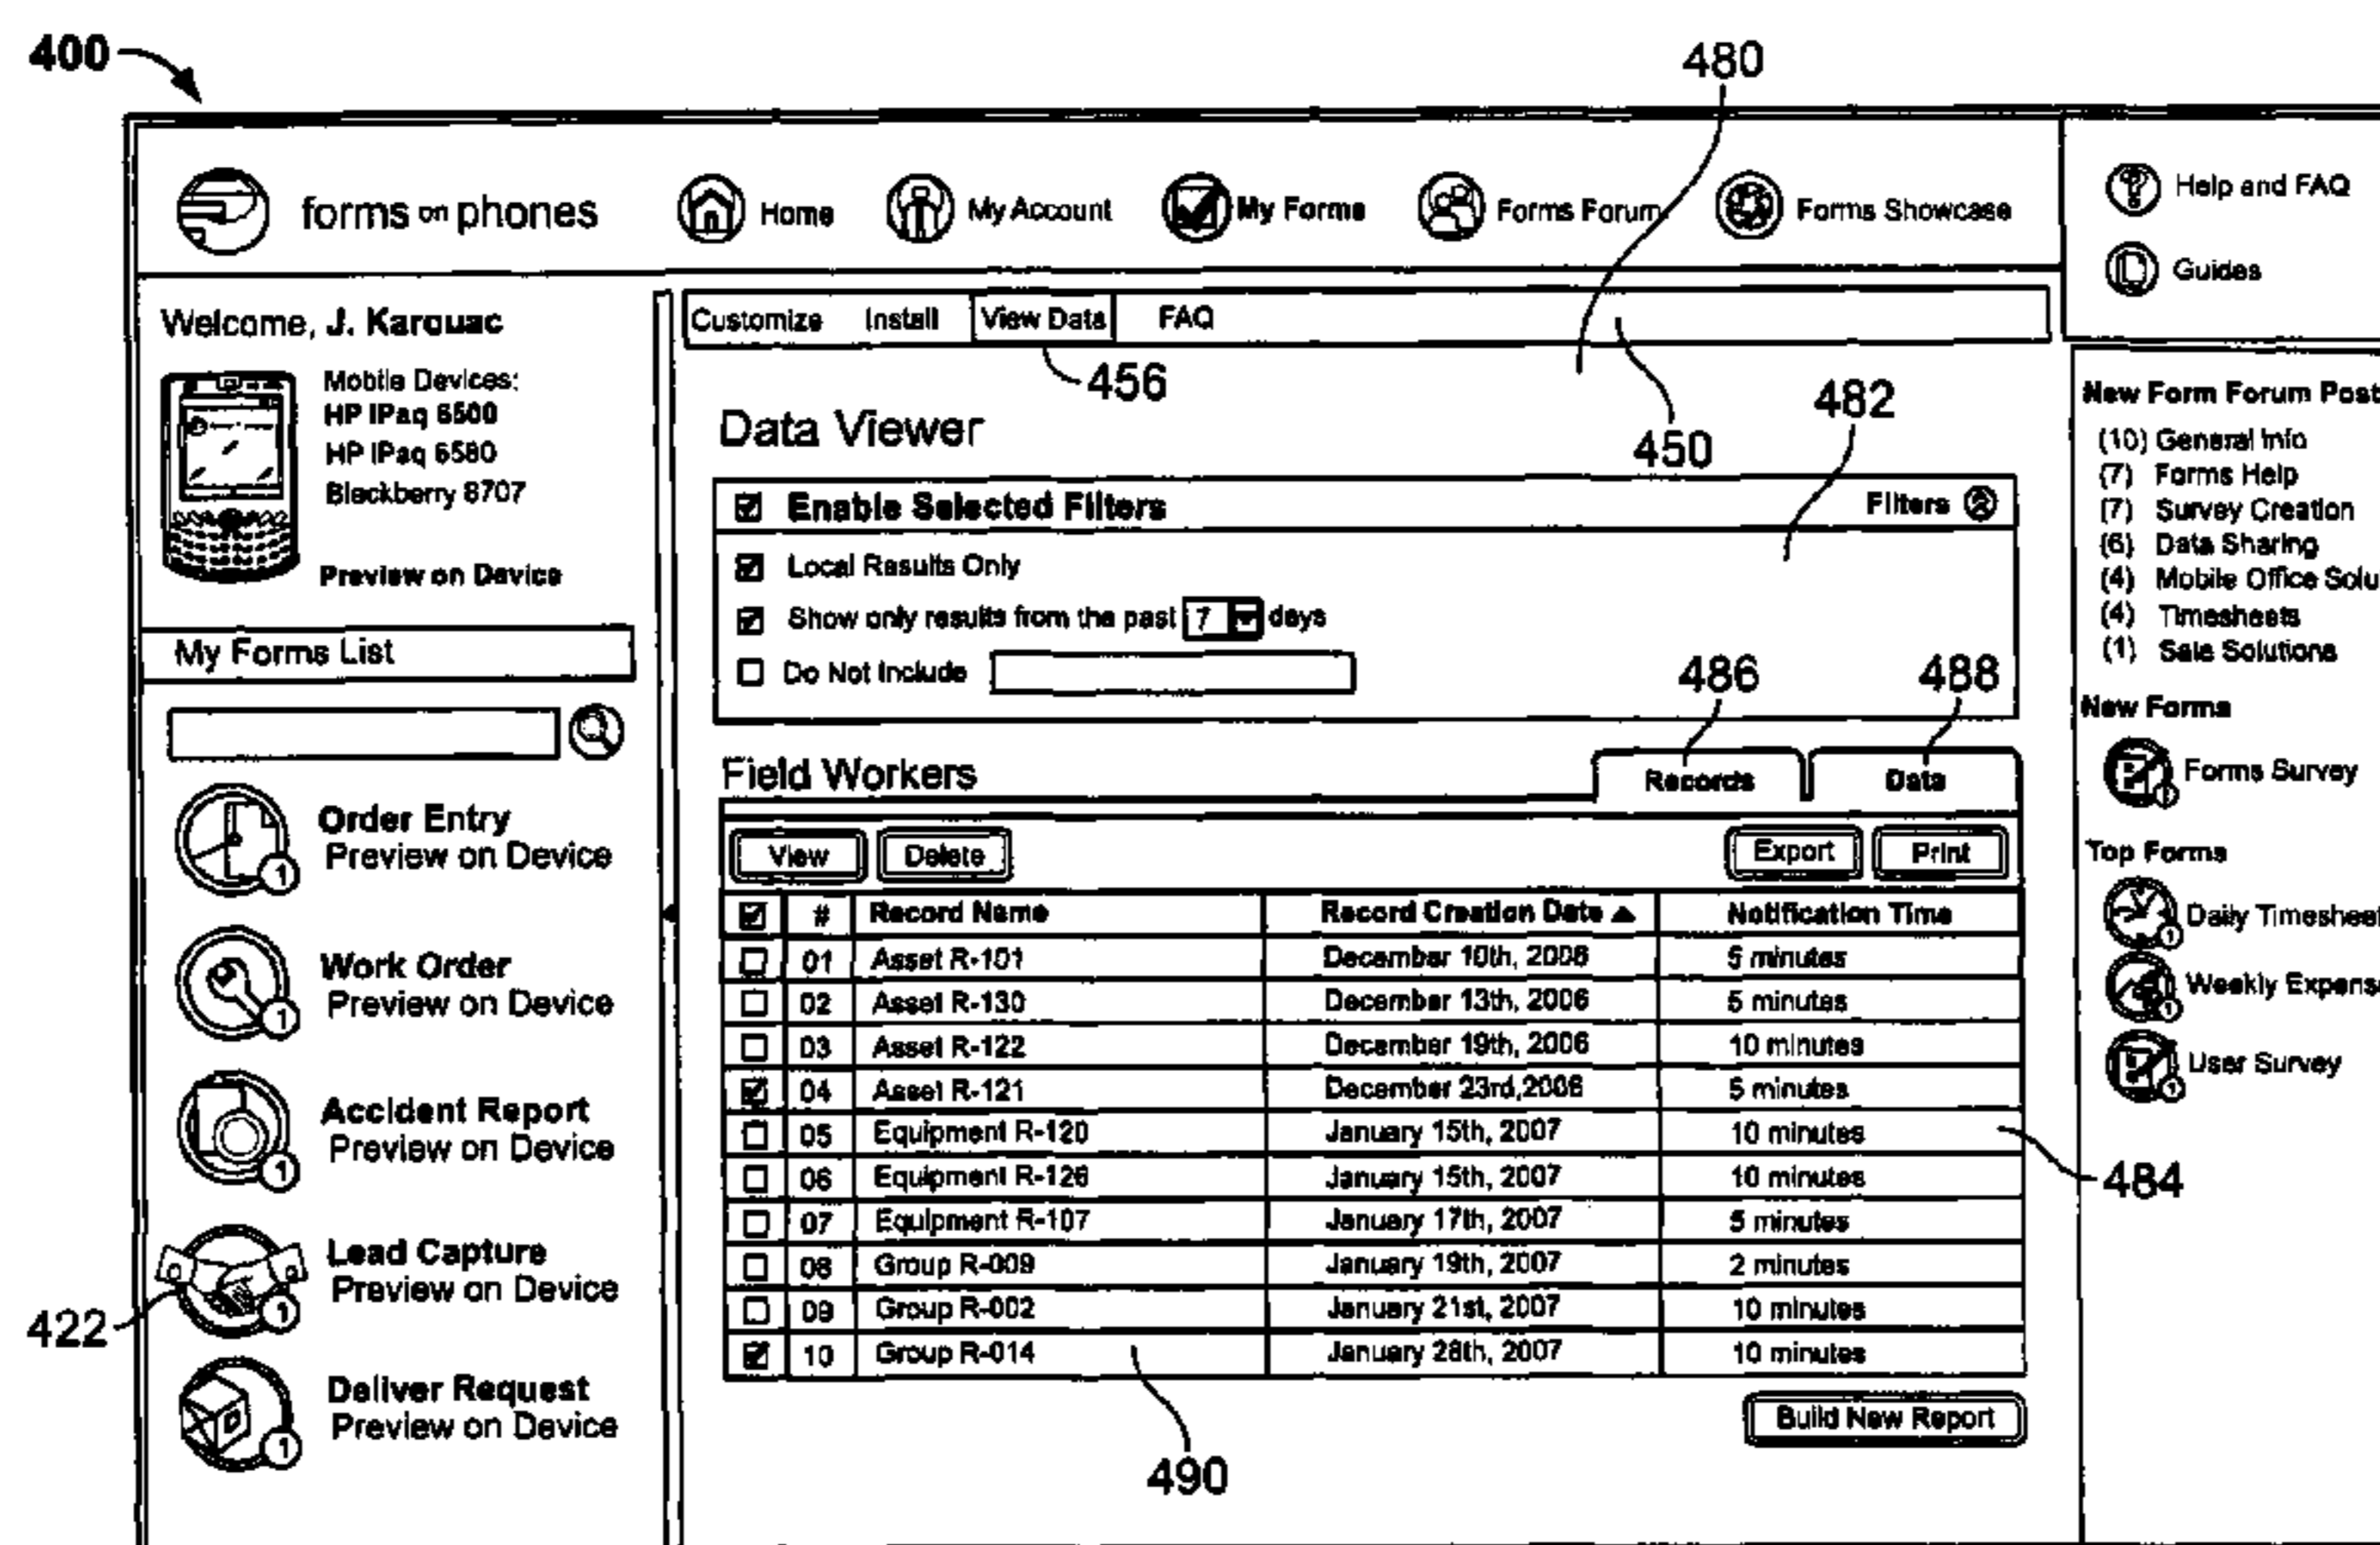 400
480
forms on phones
Home
My Account
My Forms
Forms Forum
Forms Showcase
Help and FAQ
Guides
Welcome, J. Karouac
Mobile Devices:
HP IPaq 6500
HP IPaq 6580
Blackberry 8707
Preview on Device
My Forms List
Order Entry
Preview on Device
1
Work Order
Preview on Device
1
Accident Report
Preview on Device
1
Lead Capture
Preview on Device
1
422
Deliver Request
Preview on Device
1
Customize Install View Data FAQ
456
450
482
Data Viewer
Enable Selected Filters Filters
Local Results Only
Show only results from the past 7 days
Do Not Include
486
488
Field Workers
Records
Data
View Delete Export Print
# Record Name Record Creation Date Notification Time
01 Asset R-101 December 10th, 2006 5 minutes
02 Asset R-130 December 13th, 2006 5 minutes
03 Asset R-122 December 19th, 2006 10 minutes
04 Asset R-121 December 23rd,2006 5 minutes
05 Equipment R-120 January 15th, 2007 10 minutes
06 Equipment R-126 January 15th, 2007 10 minutes
07 Equipment R-107 January 17th, 2007 5 minutes
08 Group R-009 January 19th, 2007 2 minutes
09 Group R-002 January 21st, 2007 10 minutes
10 Group R-014 January 28th, 2007 10 minutes
484
490
Build New Report
New Form Forum Post
(10) General Info
(7) Forms Help
(7) Survey Creation
(6) Data Sharing
(4) Mobile Office Solu
(4) Timesheets
(1) Sale Solutions
New Forms
Forms Survey
Top Forms
Daily Timesheet
1
Weekly Expense
1
User Survey
1